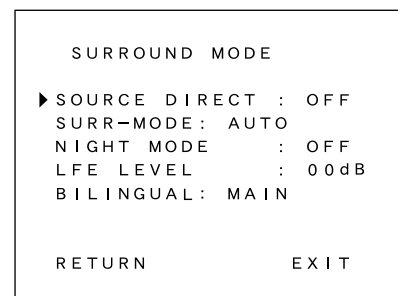 SURROUND MODE
▶SOURCE DIRECT : OFF
SURR-MODE: AUTO
NIGHT MODE : OFF
LFE LEVEL : 00dB
BILINGUAL: MAIN
RETURN EXIT